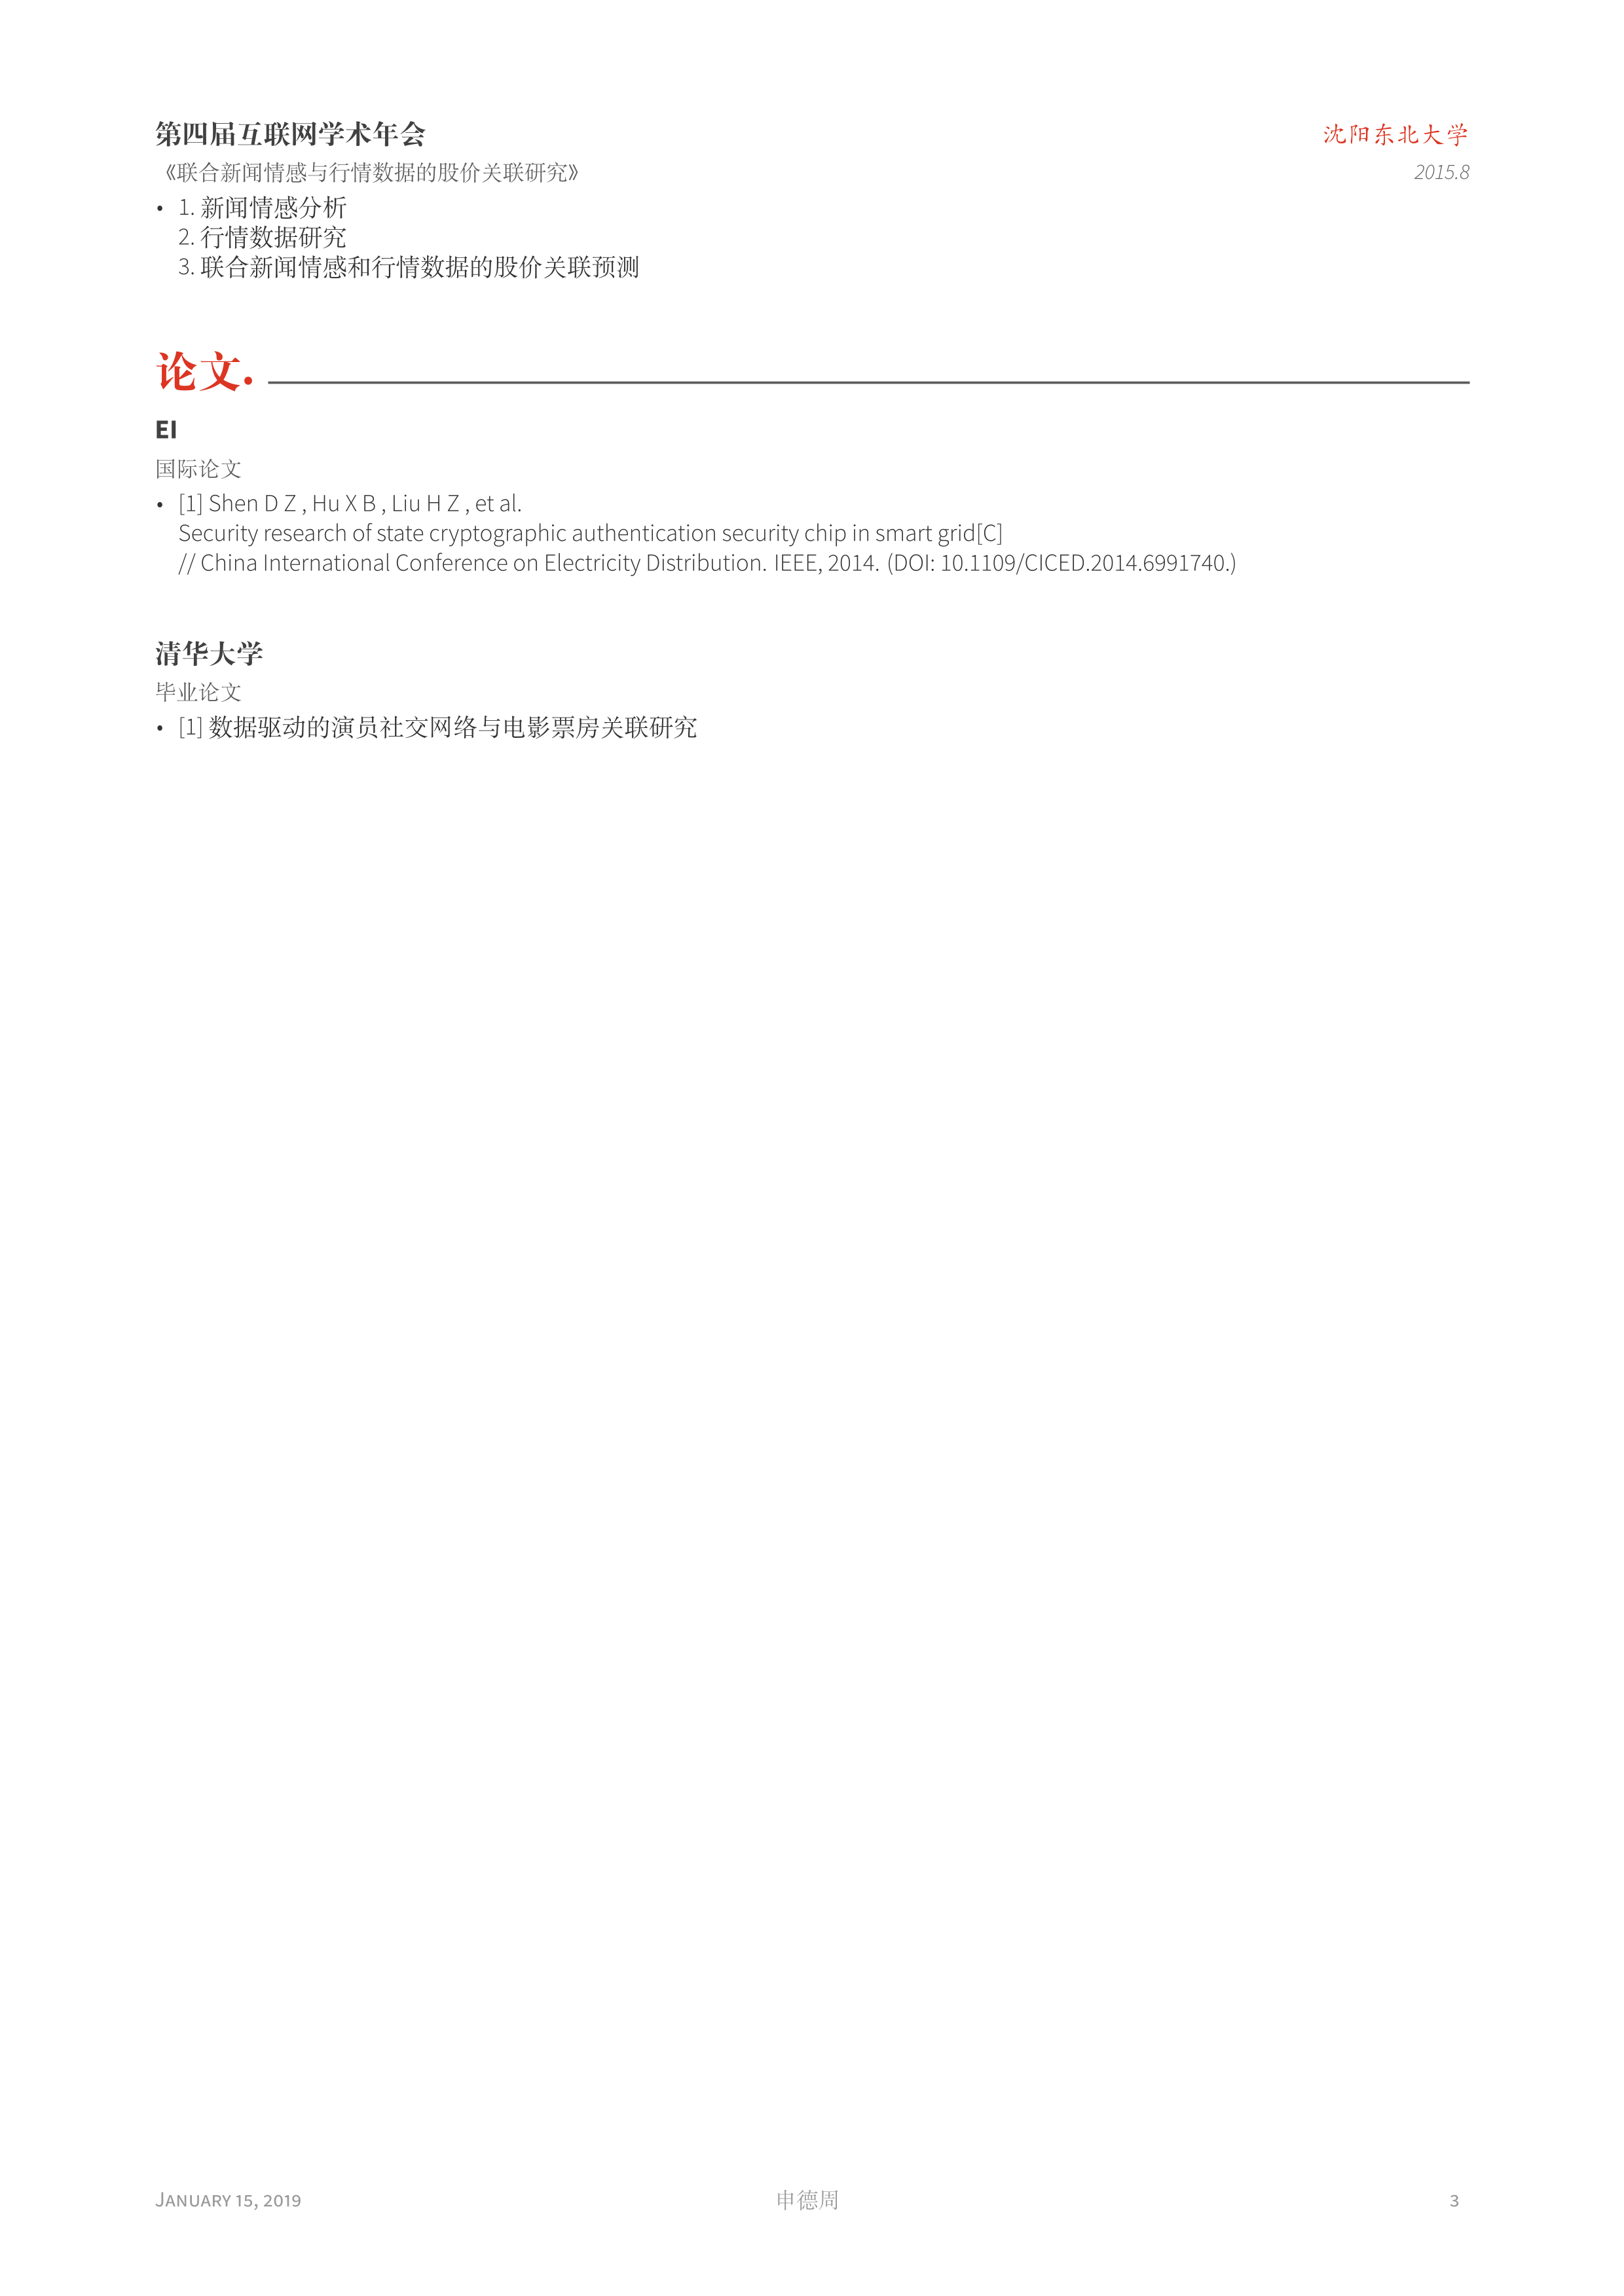 第四届互联网学术年会 沈阳东北大学
《联合新闻情感与行情数据的股价关联研究》 2015.8
• 1. 新闻情感分析
2. 行情数据研究
3. 联合新闻情感和行情数据的股价关联预测
论文.
EI
国际论文
• [1] Shen D Z , Hu X B , Liu H Z , et al.
Security research of state cryptographic authentication security chip in smart grid[C]
// China International Conference on Electricity Distribution. IEEE, 2014. (DOI: 10.1109/CICED.2014.6991740.)
清华大学
毕业论文
• [1] 数据驱动的演员社交网络与电影票房关联研究
JANUARY 15, 2019 申德周 3